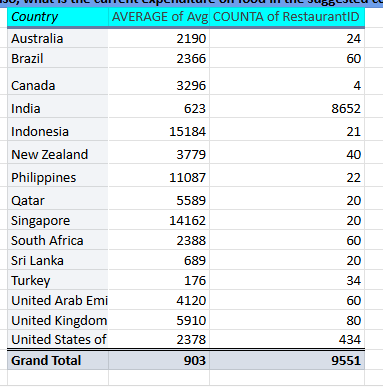 so, what is the current expenditure on food in the suggested
Country AVERAGE of Avg COUNTA of RestaurantID
Australia 2190 24
Brazil 2366 60
Canada 3296 4
India 623 8652
Indonesia 15184 21
New Zealand 3779 40
Philippines 11087 22
Qatar 5589 20
Singapore 14162 20
South Africa 2388 60
Sri Lanka 689 20
Turkey 176 34
United Arab Emi 4120 60
United Kingdom 5910 80
United States of 2378 434
Grand Total 903 9551